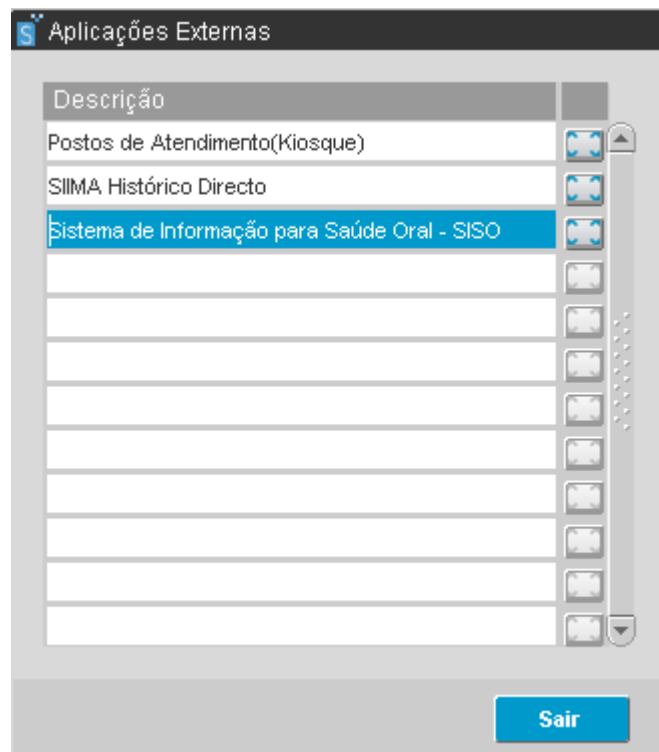 S
Aplicações Externas
Descrição
Postos de Atendimento(Kiosque)
SIIMA Histórico Directo
Sistema de Informação para Saúde Oral - SISO
Sair